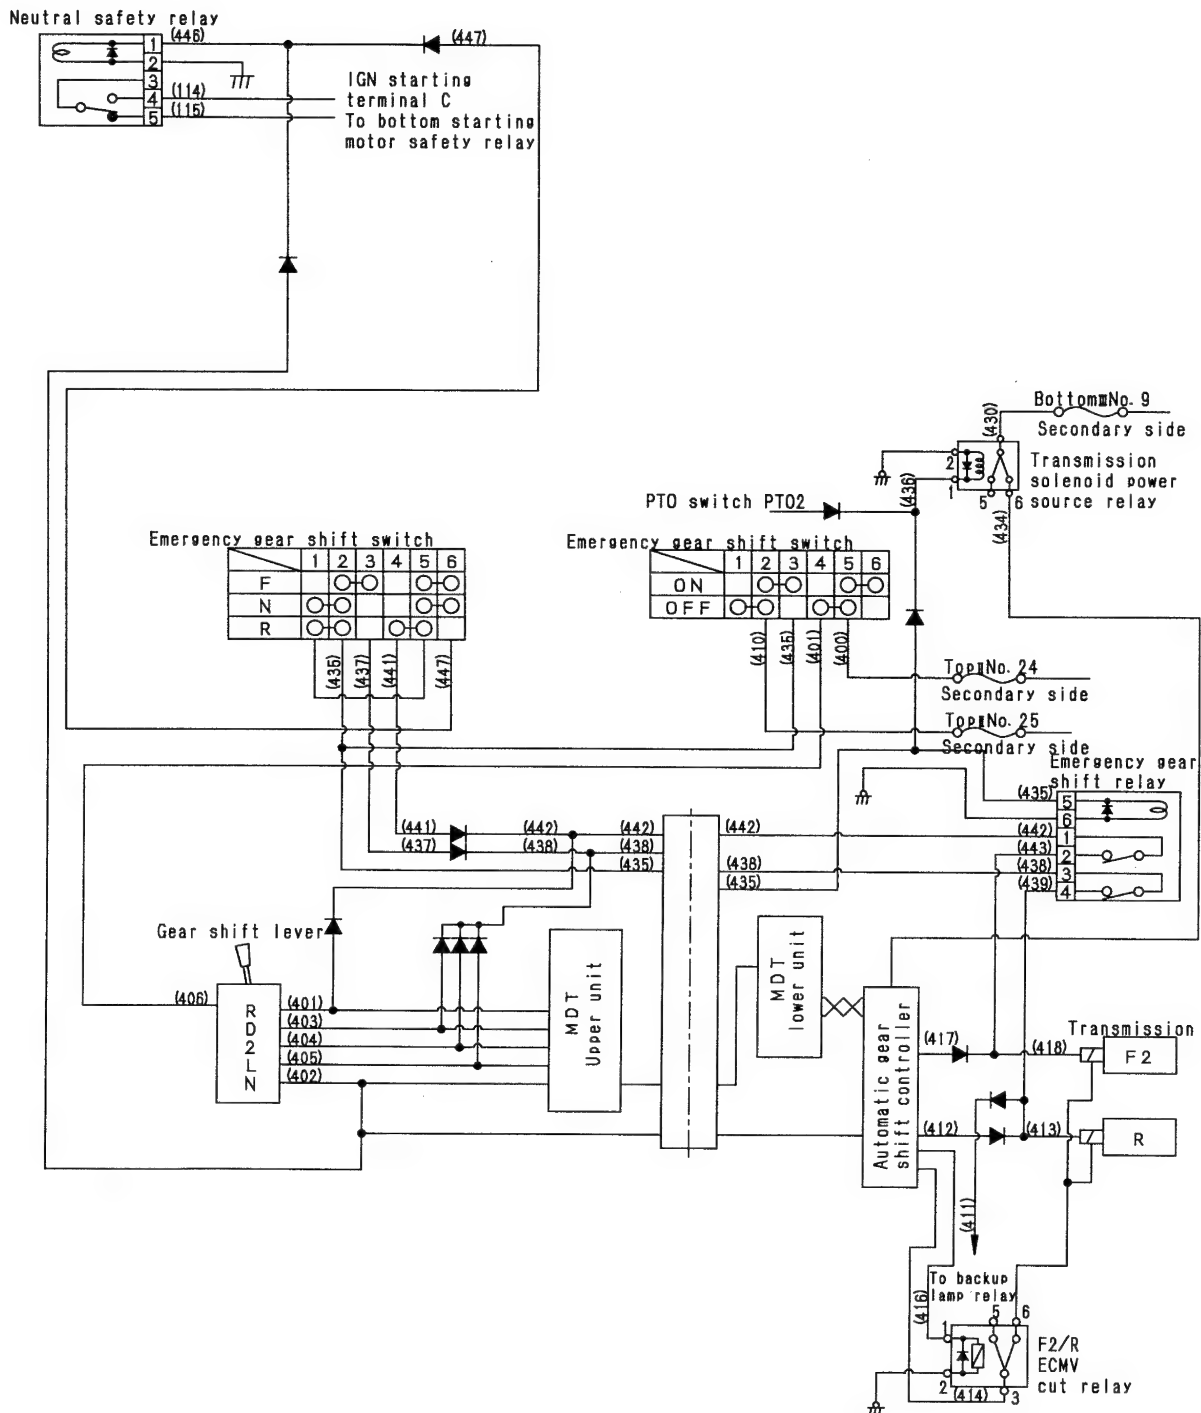 Neutral safety relay
(446)
(447)
1
2
3
4
5
(114)
(115)
IGN starting
terminal C
To bottom starting
motor safety relay
BottomⅢNo. 9
Secondary side
(430)
2
1
5
6
Transmission
solenoid power
source relay
(436)
(434)
PTO switch PTO2
Emergency gear shift switch
1 2 3 4 5 6
F
N
R
(435)
(437)
(441)
(447)
Emergency gear shift switch
1 2 3 4 5 6
ON
OFF
(410)
(435)
(401)
(400)
No. 24
Secondary side
No. 25
Secondary side
Emergency gear
shift relay
(435) 5
6
(442) 1
(443) 2
(438) 3
(439) 4
(441) (442) (442) (442)
(437) (438) (438)
(435) (438)
(435)
Gear shift lever
(406)
R
D
2
L
N
(401)
(403)
(404)
(405)
(402)
MDT
Upper unit
MDT
lower unit
Automatic gear
shift controller
(417)
(418)
Transmission
F2
(412)
(413)
R
(411)
To backup
lamp relay
(416)
1
2
5
6
(414)
3
F2/R
ECMV
cut relay